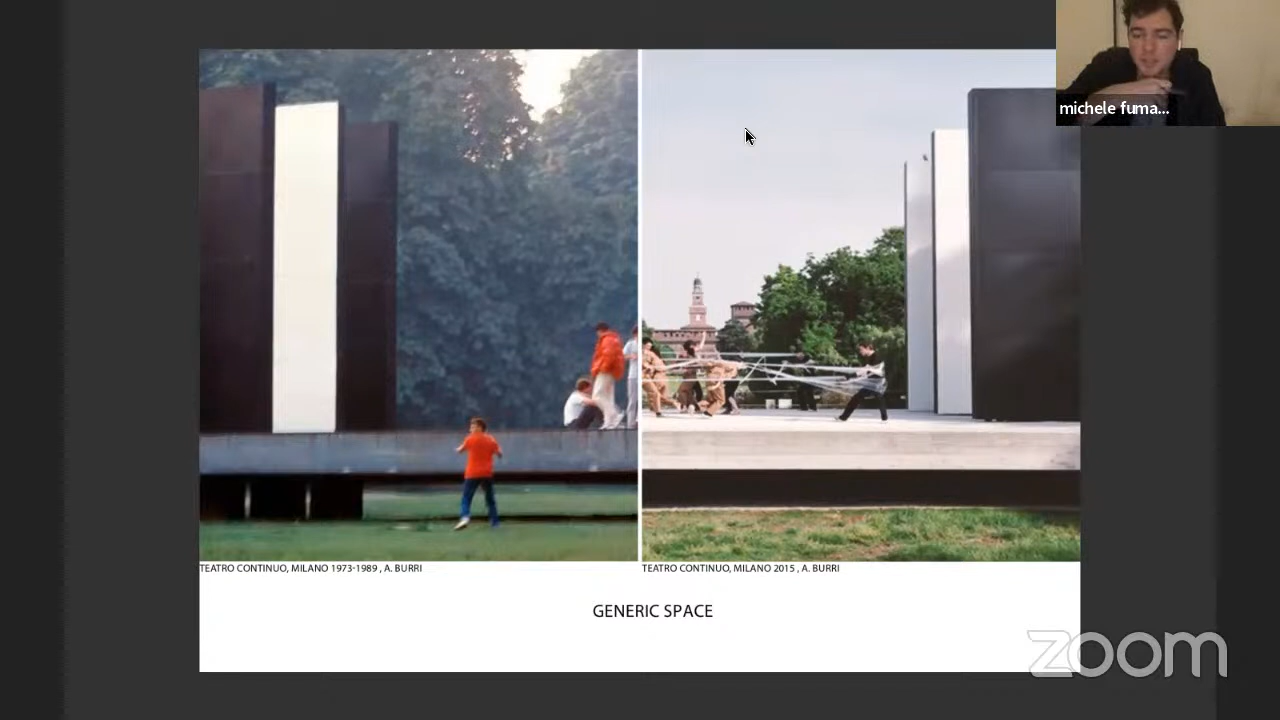 michele fuma...
TEATRO CONTINUO, MILANO 1973-1989 , A. BURRI
TEATRO CONTINUO, MILANO 2015 , A. BURRI
GENERIC SPACE
zoom